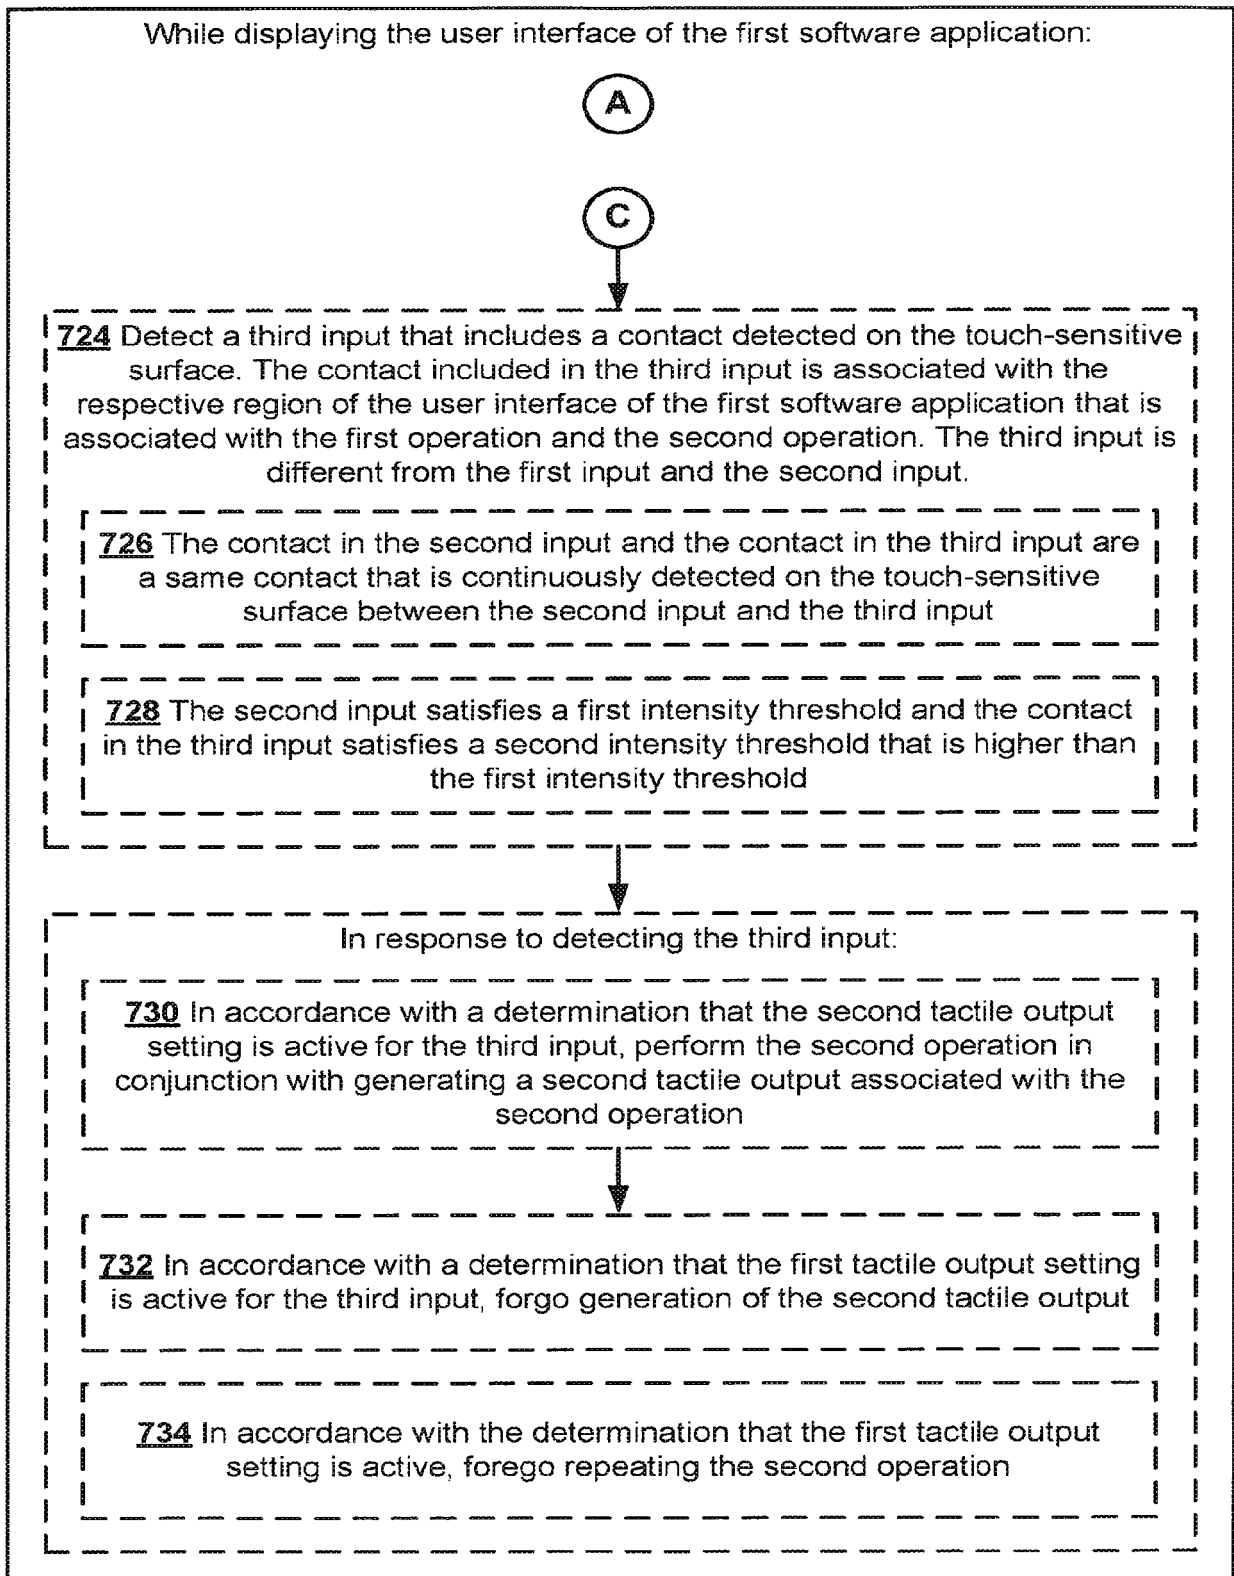 While displaying the user interface of the first software application:
A
C
724 Detect a third input that includes a contact detected on the touch-sensitive
surface. The contact included in the third input is associated with the
respective region of the user interface of the first software application that is
associated with the first operation and the second operation. The third input is
different from the first input and the second input.
726 The contact in the second input and the contact in the third input are
a same contact that is continuously detected on the touch-sensitive
surface between the second input and the third input
728 The second input satisfies a first intensity threshold and the contact
in the third input satisfies a second intensity threshold that is higher than
the first intensity threshold
In response to detecting the third input:
730 In accordance with a determination that the second tactile output
setting is active for the third input, perform the second operation in
conjunction with generating a second tactile output associated with the
second operation
732 In accordance with a determination that the first tactile output setting
is active for the third input, forgo generation of the second tactile output
734 In accordance with the determination that the first tactile output
setting is active, forego repeating the second operation